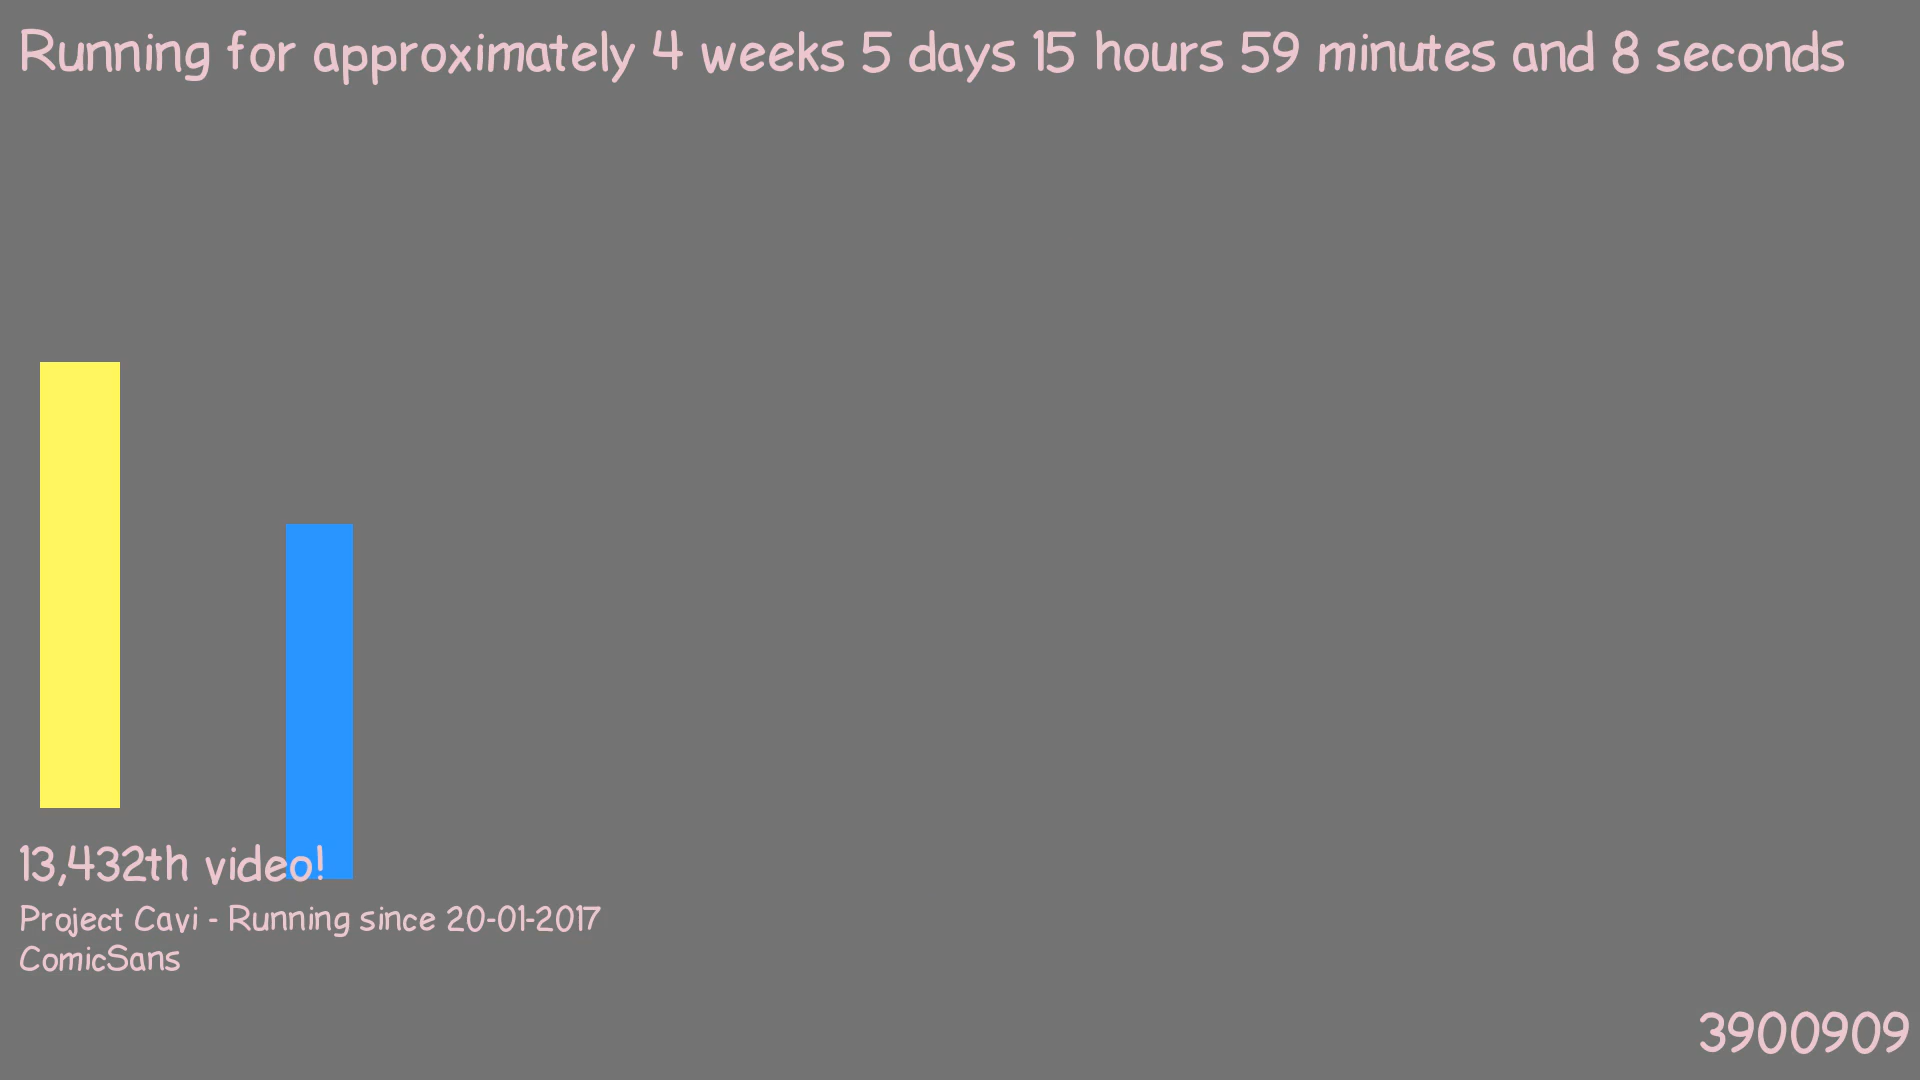 Running for approximately 4 weeks 5 days 15 hours 59 minutes and 8 seconds
13,432th video!
Project Cavi - Running since 20-01-2017
ComicSans
3900909